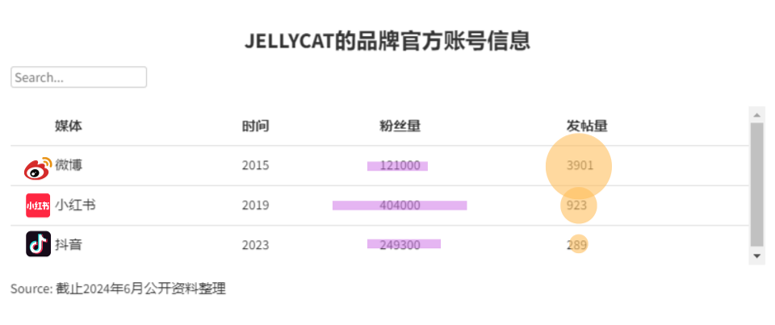 JELLYCAT的品牌官方账号信息
Search...
媒体 时间 粉丝量 发帖量
微博 2015 121000 3901
小红书 小红书 2019 404000 923
抖音 2023 249300 289
Source: 截止2024年6月公开资料整理